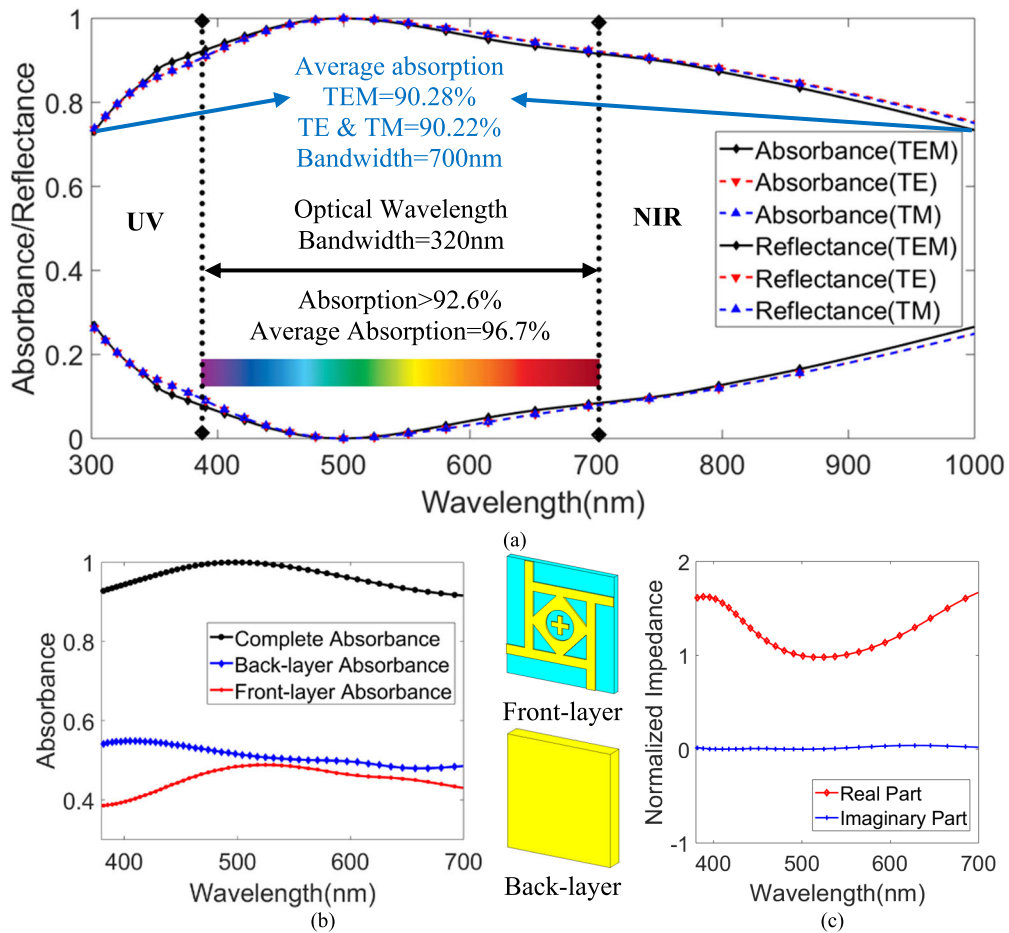 Absorbance/Reflectance
1
0.8
0.6
0.4
0.2
0
Average absorption
TEM=90.28%
TE & TM=90.22%
Bandwidth=700nm
UV
Optical Wavelength
Bandwidth=320nm
NIR
Absorption>92.6%
Average Absorption=96.7%
Absorbance(TEM)
Absorbance(TE)
Absorbance(TM)
Reflectance(TEM)
Reflectance(TE)
Reflectance(TM)
300 400 500 600 700 800 900 1000
Wavelength(nm)
(a)
Absorbance
1
0.8
0.6
0.4
Complete Absorbance
Back-layer Absorbance
Front-layer Absorbance
400 500 600 700
Wavelength(nm)
(b)
Front-layer
Back-layer
Normalized Impedance
2
1
0
-1
Real Part
Imaginary Part
400 500 600 700
Wavelength(nm)
(c)